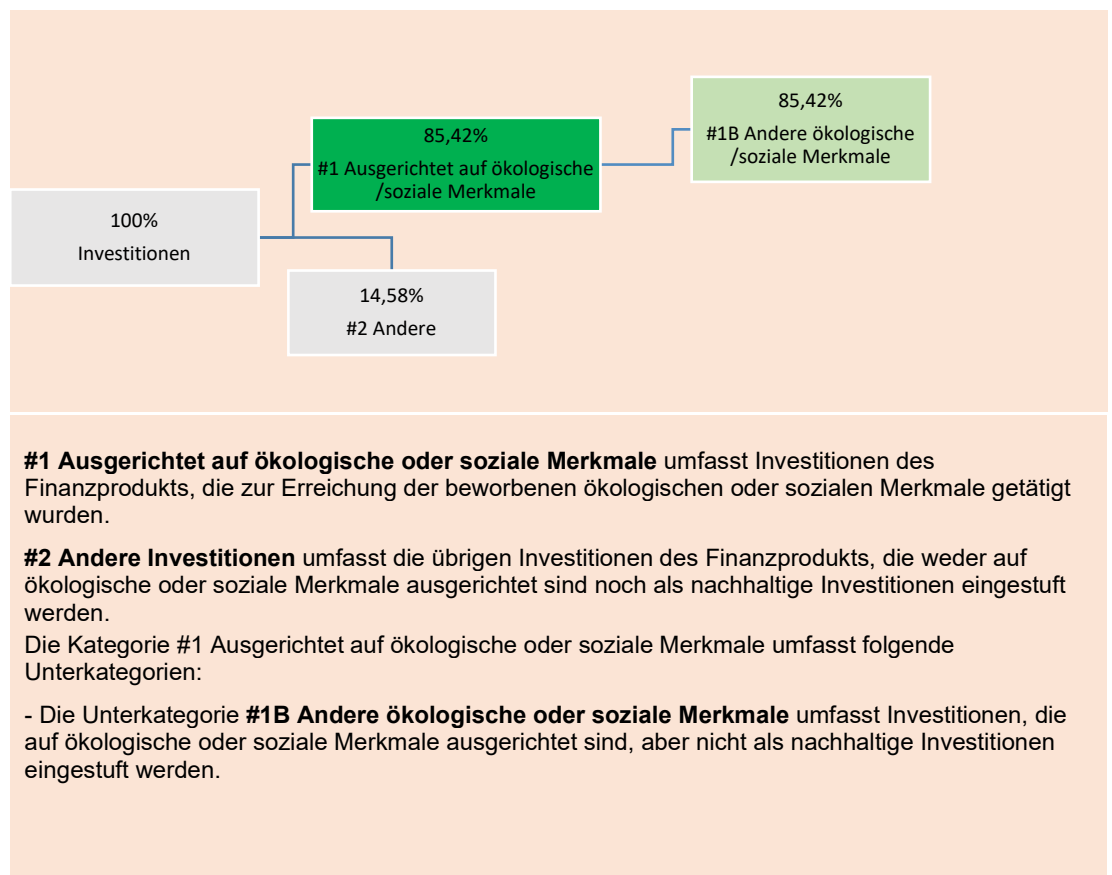 85,42%
#1B Andere ökologische
/soziale Merkmale
85,42%
#1 Ausgerichtet auf ökologische
/soziale Merkmale
100%
Investitionen
14,58%
#2 Andere
#1 Ausgerichtet auf ökologische oder soziale Merkmale umfasst Investitionen des
Finanzprodukts, die zur Erreichung der beworbenen ökologischen oder sozialen Merkmale getätigt
wurden.
#2 Andere Investitionen umfasst die übrigen Investitionen des Finanzprodukts, die weder auf
ökologische oder soziale Merkmale ausgerichtet sind noch als nachhaltige Investitionen eingestuft
werden.
Die Kategorie #1 Ausgerichtet auf ökologische oder soziale Merkmale umfasst folgende
Unterkategorien:
- Die Unterkategorie #1B Andere ökologische oder soziale Merkmale umfasst Investitionen, die
auf ökologische oder soziale Merkmale ausgerichtet sind, aber nicht als nachhaltige Investitionen
eingestuft werden.